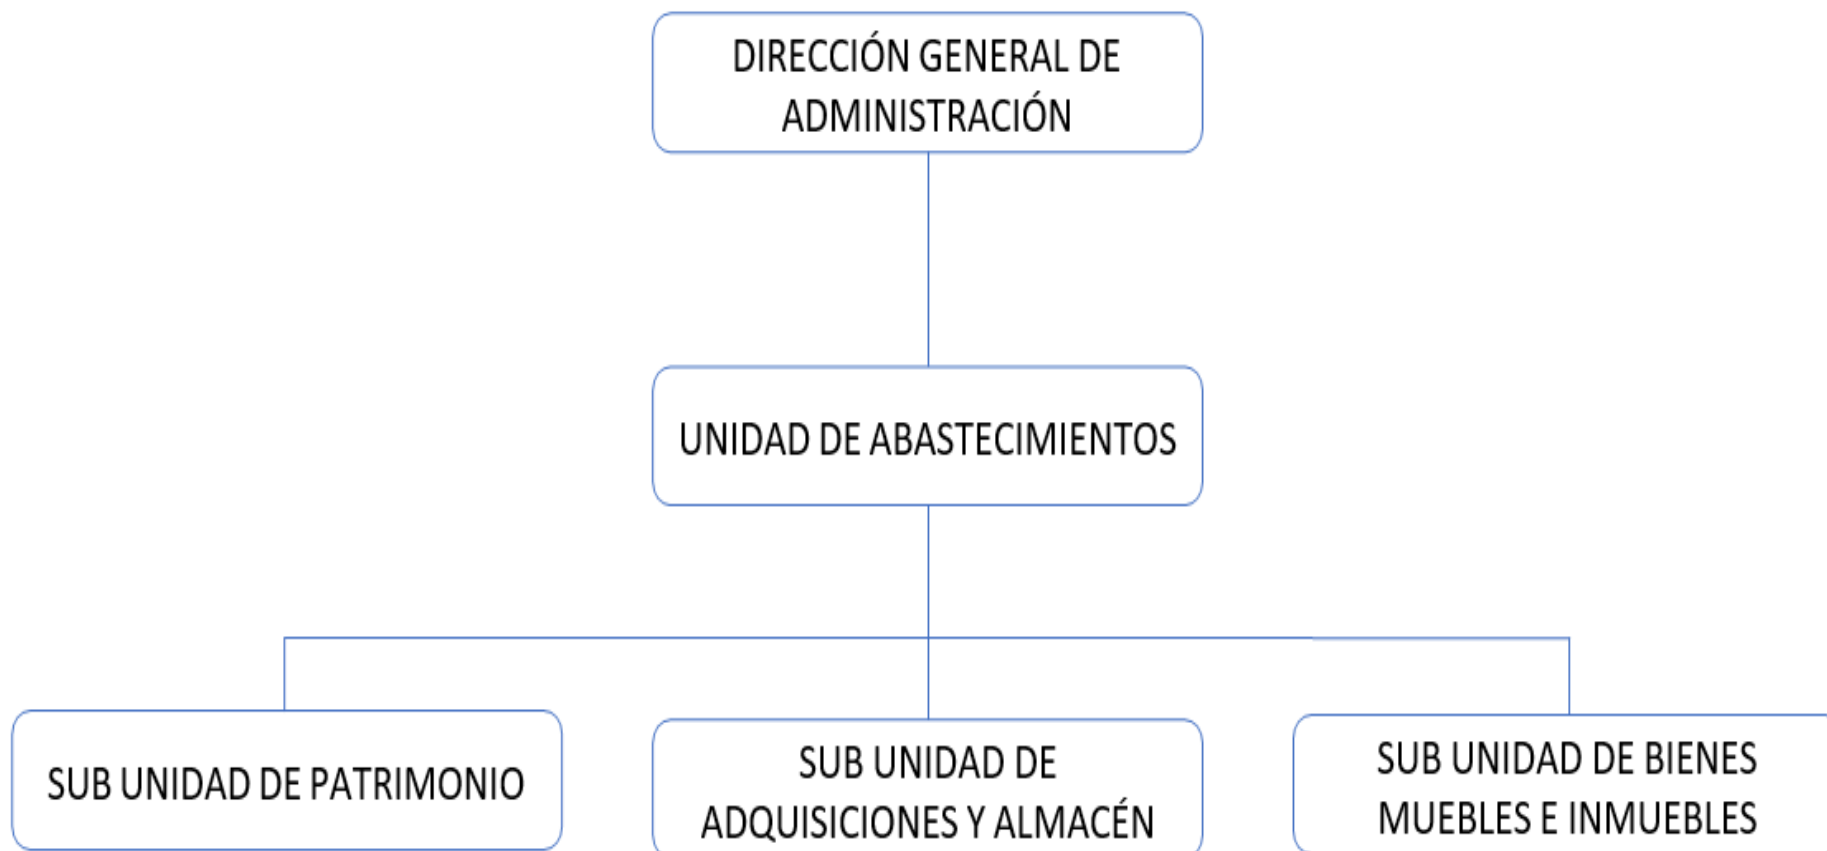 DIRECCIÓN GENERAL DE
ADMINISTRACIÓN
UNIDAD DE ABASTECIMIENTOS
SUB UNIDAD DE PATRIMONIO
SUB UNIDAD DE
ADQUISICIONES Y ALMACÉN
SUB UNIDAD DE BIENES
MUEBLES E INMUEBLES